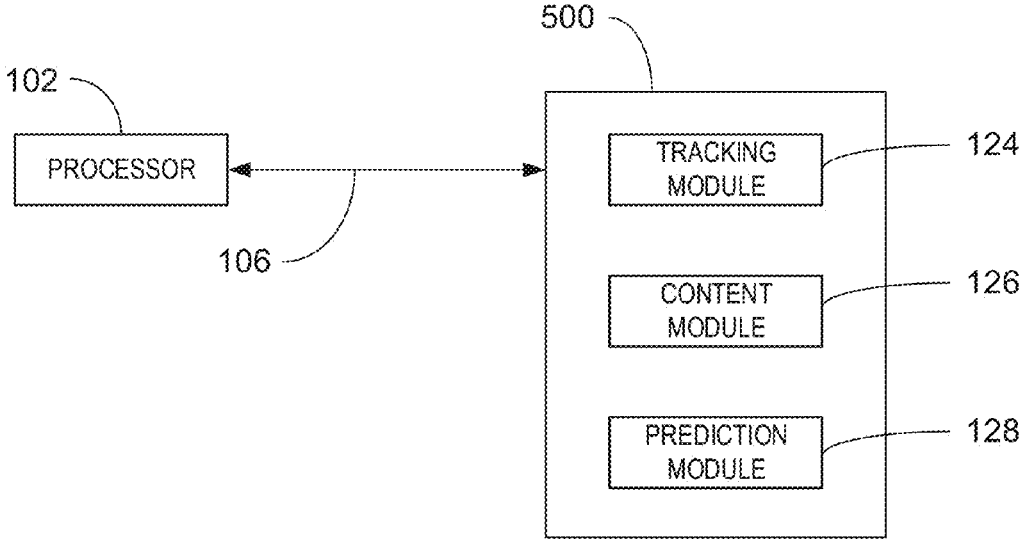 500
102
PROCESSOR
106
TRACKING
MODULE
124
CONTENT
MODULE
126
PREDICTION
MODULE
128